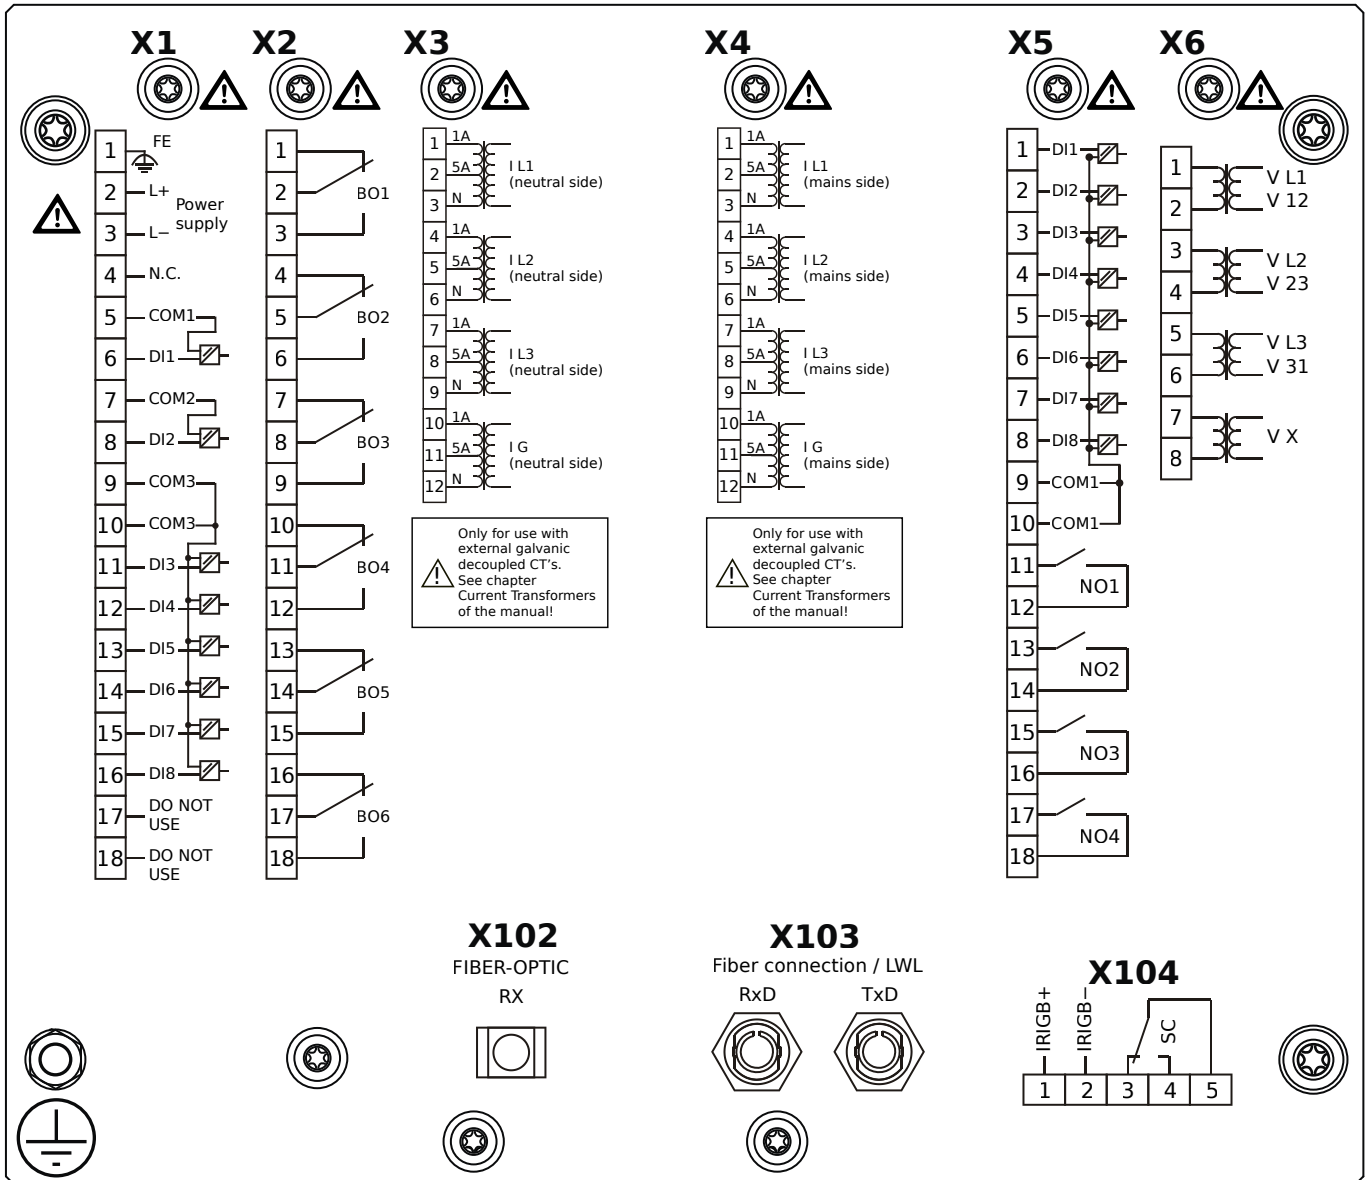 X1
X2
X3
X4
X5
X6
1 FE
2 L+
Power
supply
3 L−
4 N.C.
5 COM1
6 DI1
7 COM2
8 DI2
9 COM3
10 COM3
11 DI3
12 DI4
13 DI5
14 DI6
15 DI7
16 DI8
17 DO NOT
USE
18 DO NOT
USE
1
2 BO1
3
4
5 BO2
6
7
8 BO3
9
10
11 BO4
12
13
14 BO5
15
16
17 BO6
18
1 1A
2 5A I L1
(neutral side)
3 N
4 1A
5 5A I L2
(neutral side)
6 N
7 1A
8 5A I L3
(neutral side)
9 N
10 1A
11 5A I G
(neutral side)
12 N
Only for use with
external galvanic
decoupled CT's.
See chapter
Current Transformers
of the manual!
1 1A
2 5A I L1
(mains side)
3 N
4 1A
5 5A I L2
(mains side)
6 N
7 1A
8 5A I L3
(mains side)
9 N
10 1A
11 5A I G
(mains side)
12 N
Only for use with
external galvanic
decoupled CT's.
See chapter
Current Transformers
of the manual!
1 DI1
2 DI2
3 DI3
4 DI4
5 DI5
6 DI6
7 DI7
8 DI8
9 COM1
10 COM1
11
NO1
12
13
NO2
14
15
NO3
16
17
NO4
18
1 V L1
2 V 12
3 V L2
4 V 23
5 V L3
6 V 31
7
V X
8
X102
FIBER-OPTIC
RX
X103
Fiber connection / LWL
RxD TxD
X104
IRIGB+
IRIGB−
SC
1 2 3 4 5